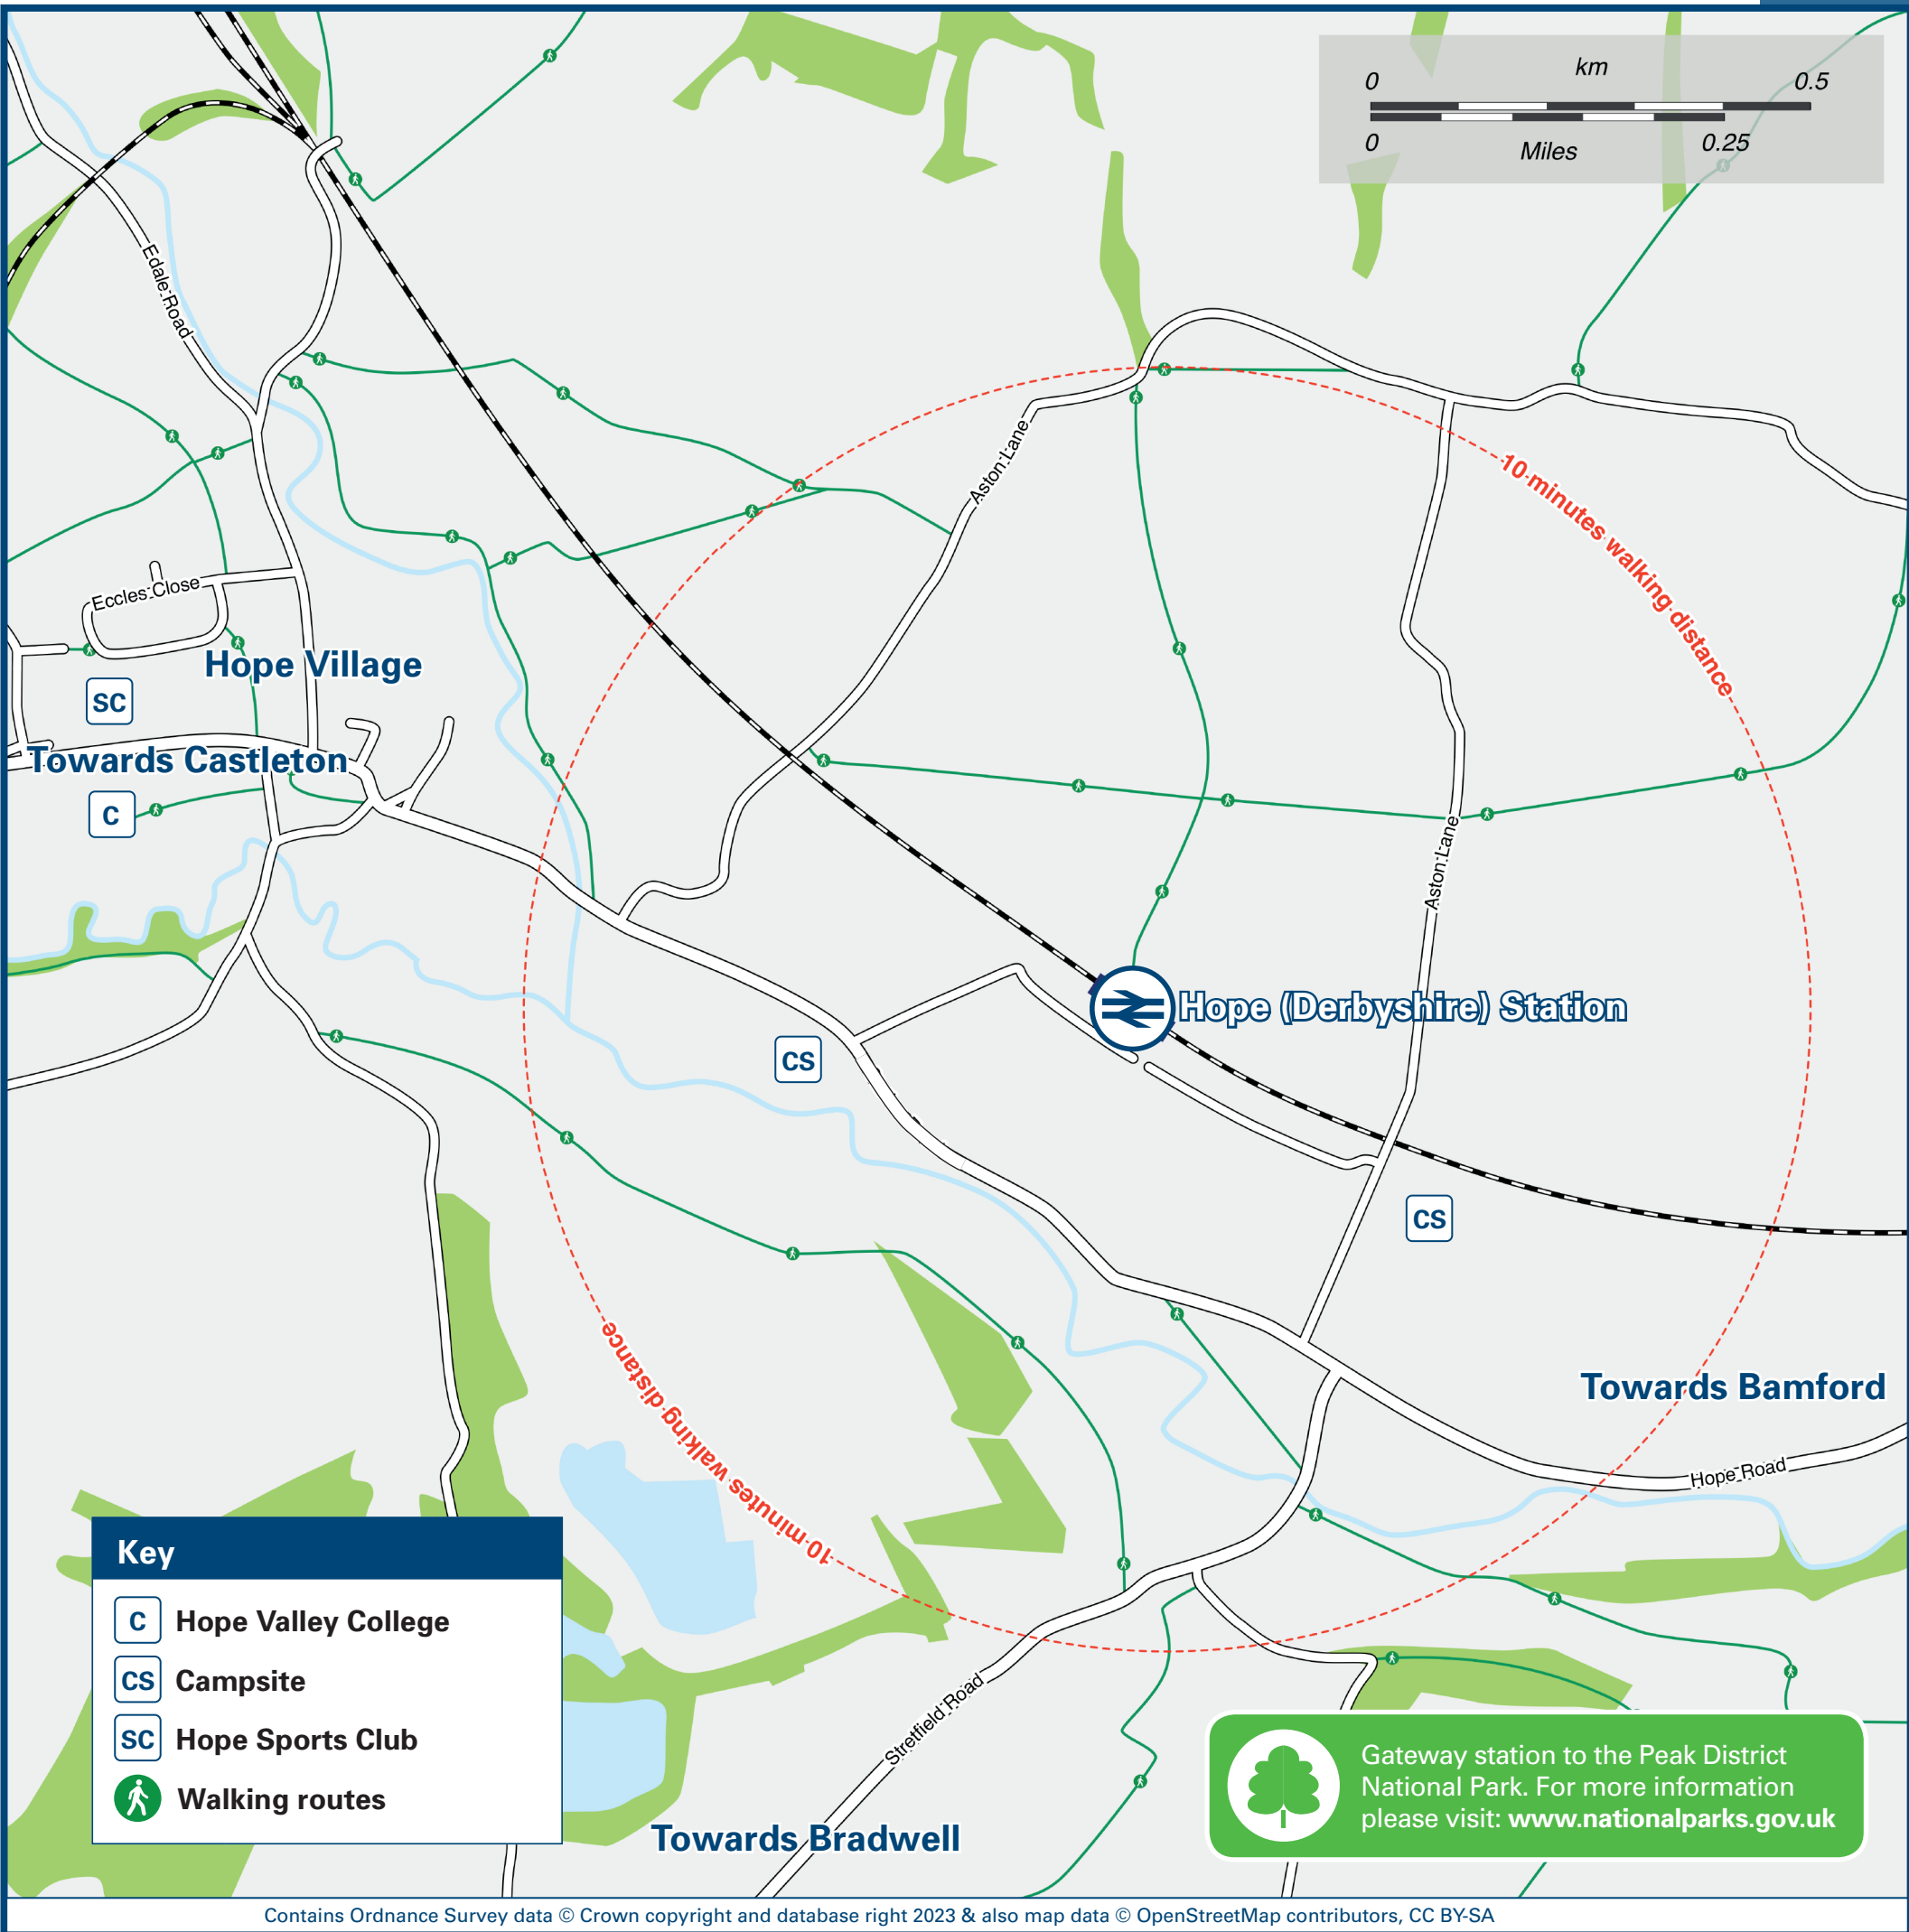 km
0
0.5
0
0.25
Miles
Edale Road
Aston Lane
10 minutes walking distance
Eccles Close
Hope Village
SC
Towards Castleton
C
Aston Lane
Hope (Derbyshire) Station
CS
CS
10 minutes walking distance
Towards Bamford
Hope Road
Key
C Hope Valley College
CS Campsite
SC Hope Sports Club
Walking routes
Stretfield Road
Towards Bradwell
Gateway station to the Peak District
National Park. For more information
please visit: www.nationalparks.gov.uk
Contains Ordnance Survey data © Crown copyright and database right 2023 & also map data © OpenStreetMap contributors, CC BY-SA